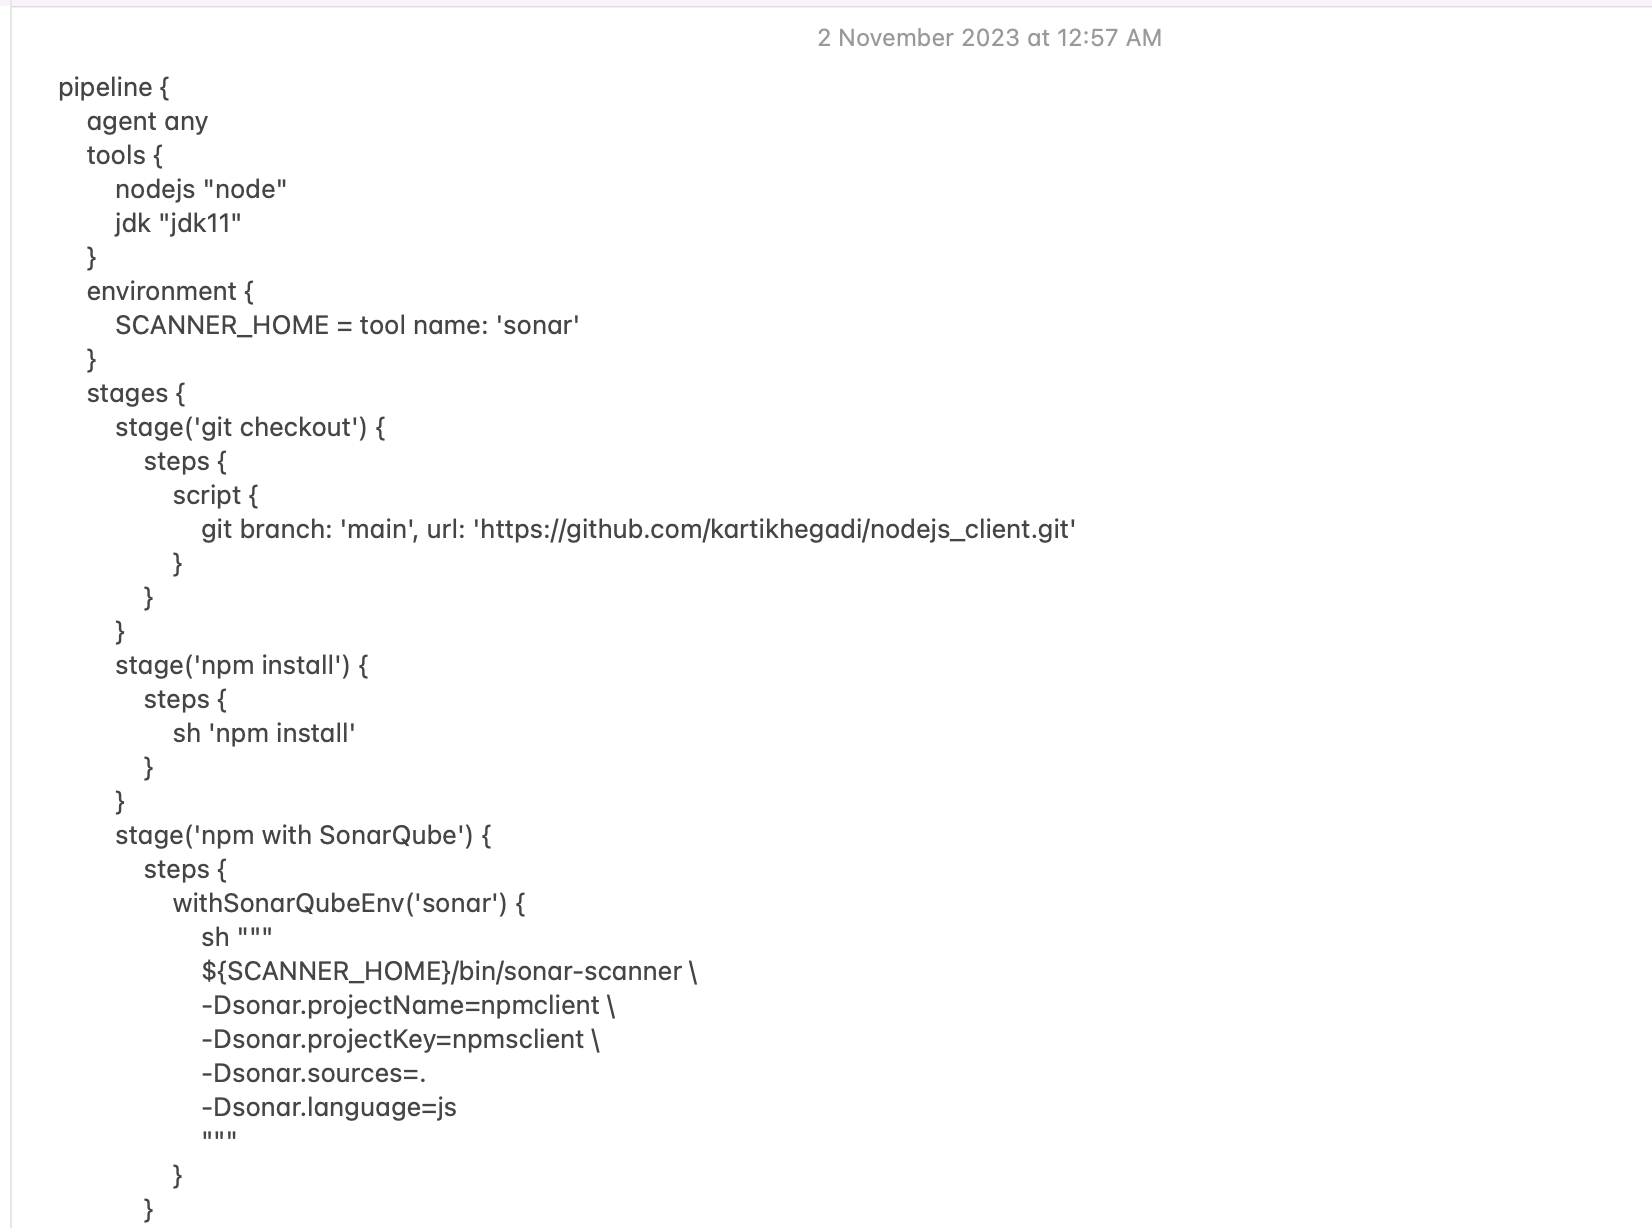 2 November 2023 at 12:57 AM
pipeline {
agent any
tools {
nodejs "node"
jdk "jdk11"
}
environment {
SCANNER_HOME = tool name: 'sonar'
}
stages {
stage('git checkout') {
steps {
script {
git branch: 'main', url: 'https://github.com/kartikhegadi/nodejs_client.git'
}
}
}
stage('npm install') {
steps {
sh 'npm install'
}
}
stage('npm with SonarQube') {
steps {
withSonarQubeEnv('sonar') {
sh """
${SCANNER_HOME}/bin/sonar-scanner \
-Dsonar.projectName=npmclient \
-Dsonar.projectKey=npmsclient \
-Dsonar.sources=.
-Dsonar.language=js
"""
}
}